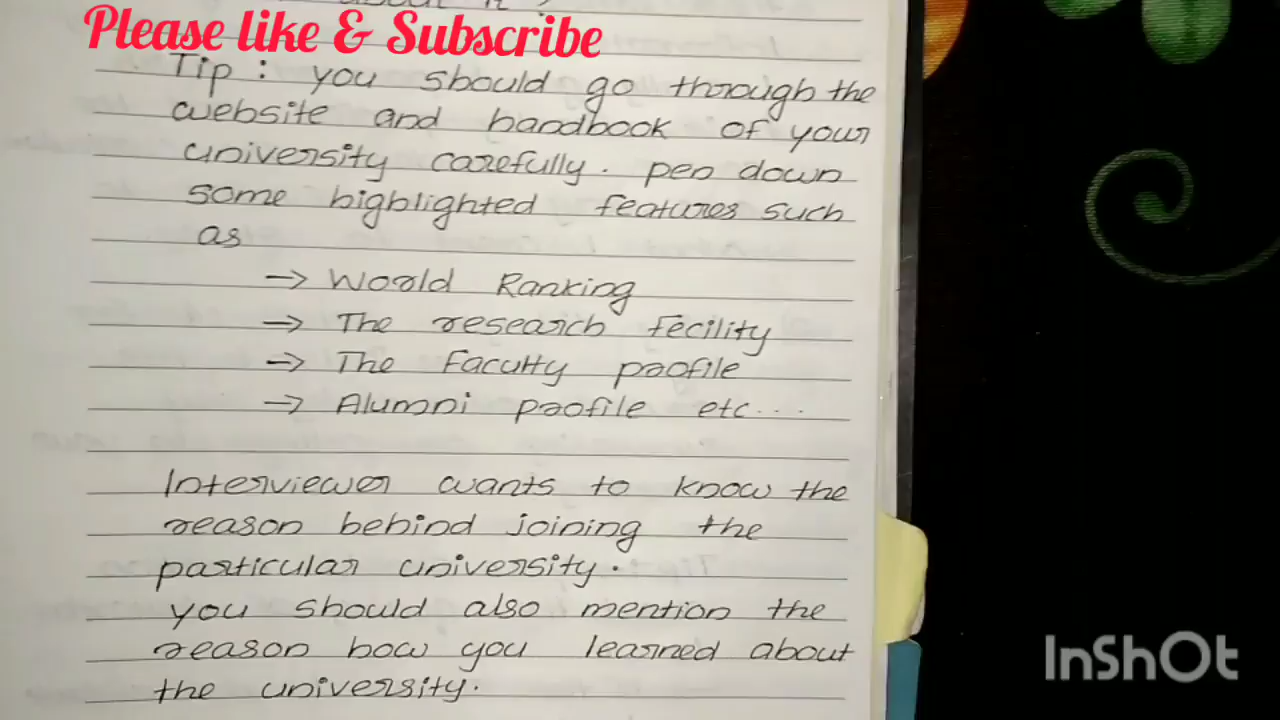 Please like & Subscribe
Tip : you should go through the
website and handbook of your
university carefully. pen down
some highlighted features such
as
→ World Ranking
→ The research fecility
→ The Faculty profile
→ Alumni profile etc....
Interviewer wants to know the
reason behind joining the
particular university.
you should also mention the
reason how you learned about
the university.
InShOt